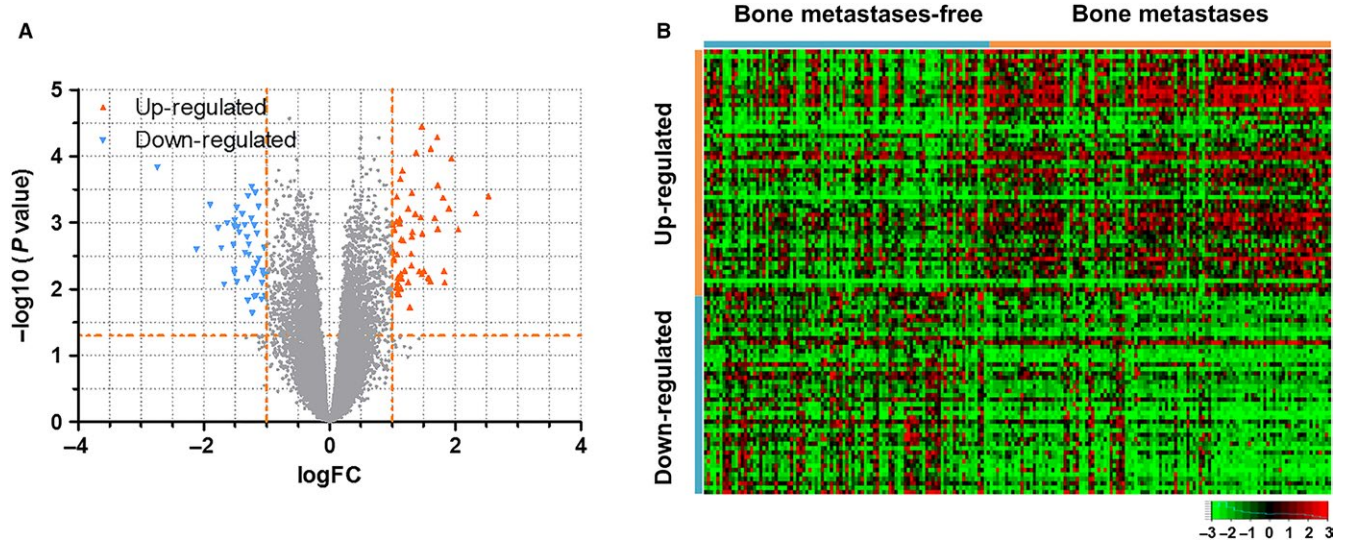 A
5
4
3
2
1
0
–4
–2
0
2
4
–log10 (P value)
logFC
Up-regulated
Down-regulated
B
Bone metastases-free
Bone metastases
Up-regulated
Down-regulated
–3 –2 –1 0 1 2 3